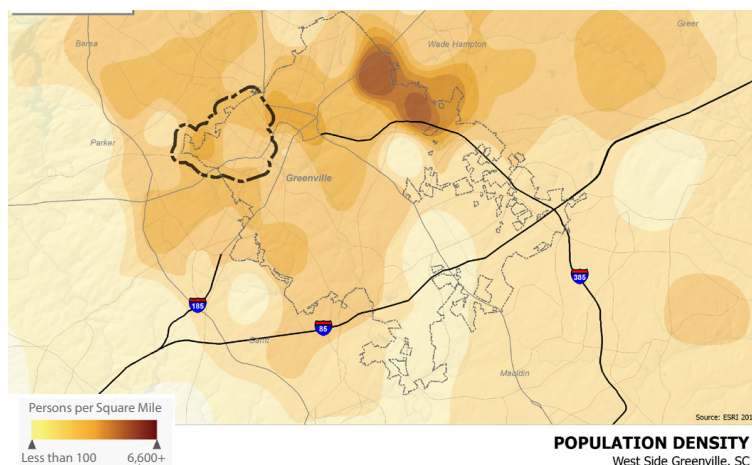 Berea
Wade Hampton
Greer
Parker
Greenville
385
185
85
Gantt
Mauldin
Source: ESRI 201
Persons per Square Mile
Less than 100 6,600+
POPULATION DENSITY
West Side Greenville, SC